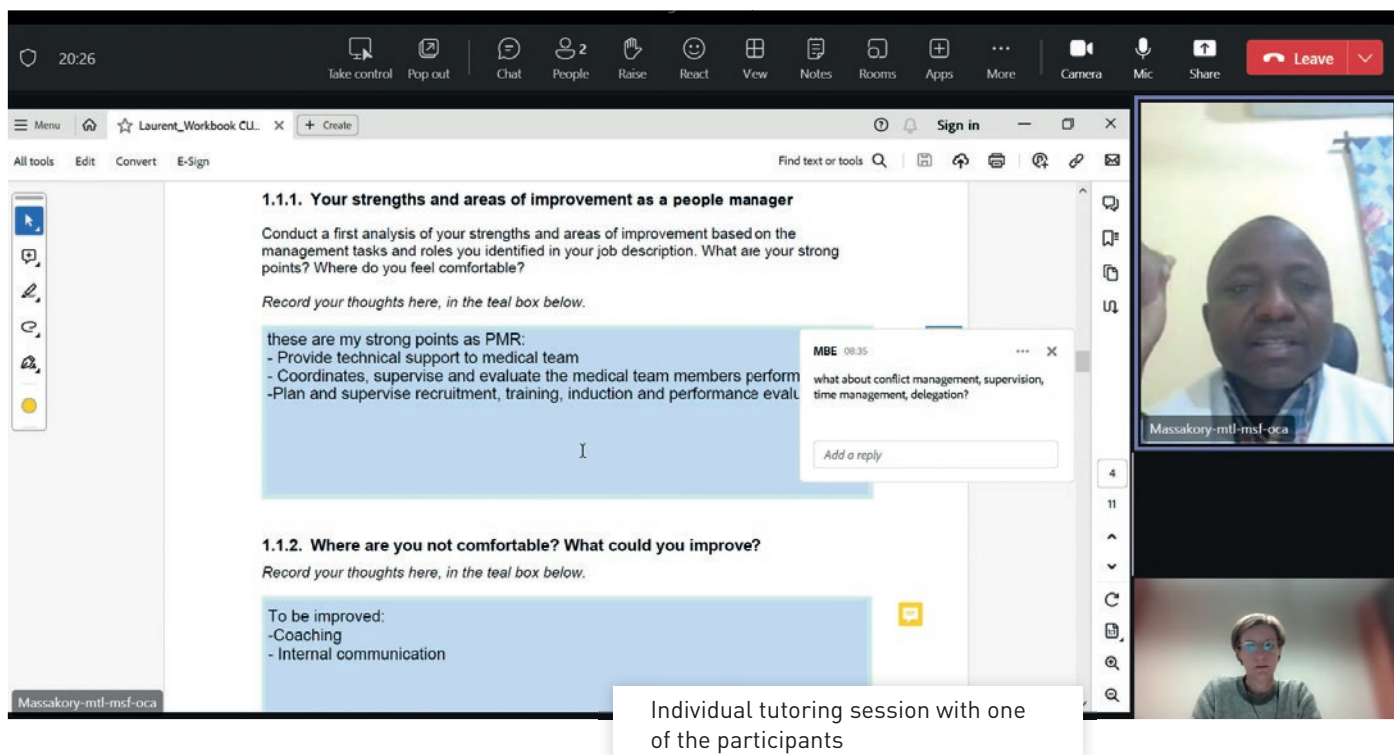 20:26
Take control
Pop out
Chat
People
2
Raise
React
View
Notes
Rooms
Apps
More
Camera
Mic
Share
Leave
Menu
Laurent_Workbook CU...
Create
Sign in
All tools
Edit
Convert
E-Sign
Find text or tools
1.1.1. Your strengths and areas of improvement as a people manager
Conduct a first analysis of your strengths and areas of improvement based on the
management tasks and roles you identified in your job description. What are your strong
points? Where do you feel comfortable?
Record your thoughts here, in the teal box below.
these are my strong points as PMR:
- Provide technical support to medical team
- Coordinates, supervise and evaluate the medical team members perform
-Plan and supervise recruitment, training, induction and performance evalu
MBE 08:35
what about conflict management, supervision,
time management, delegation?
Add a reply
1.1.2. Where are you not comfortable? What could you improve?
Record your thoughts here, in the teal box below.
To be improved:
-Coaching
- Internal communication
4
11
Massakory-mtl-msf-oca
Massakory-mtl-msf-oca
Individual tutoring session with one
of the participants